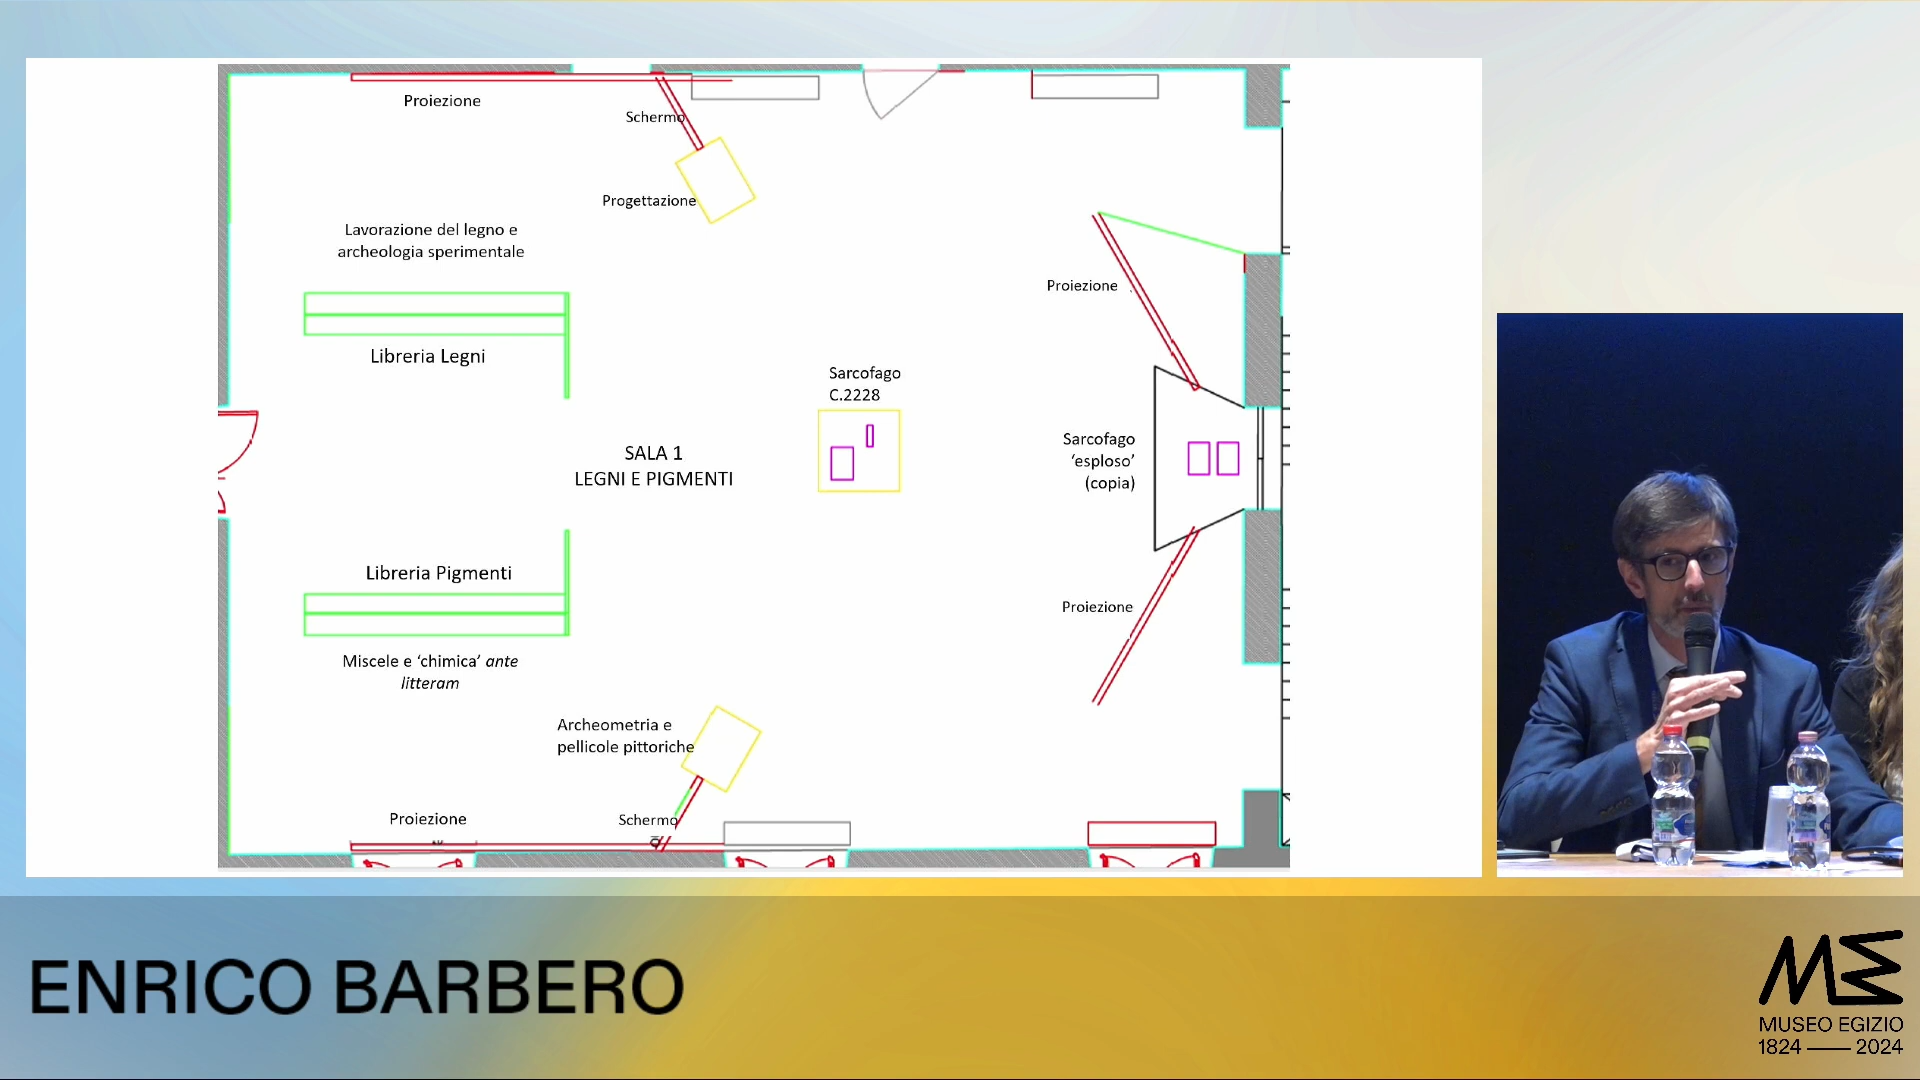 Proiezione
Schermo
Progettazione
Lavorazione del legno e
archeologia sperimentale
Libreria Legni
Proiezione
Sarcofago
C.2228
Sarcofago
‘esploso’
(copia)
SALA 1
LEGNI E PIGMENTI
Libreria Pigmenti
Proiezione
Miscele e ‘chimica’ ante
litteram
Archeometria e
pellicole pittoriche
Proiezione
Schermo
ENRICO BARBERO
ME
MUSEO EGIZIO
1824 — 2024